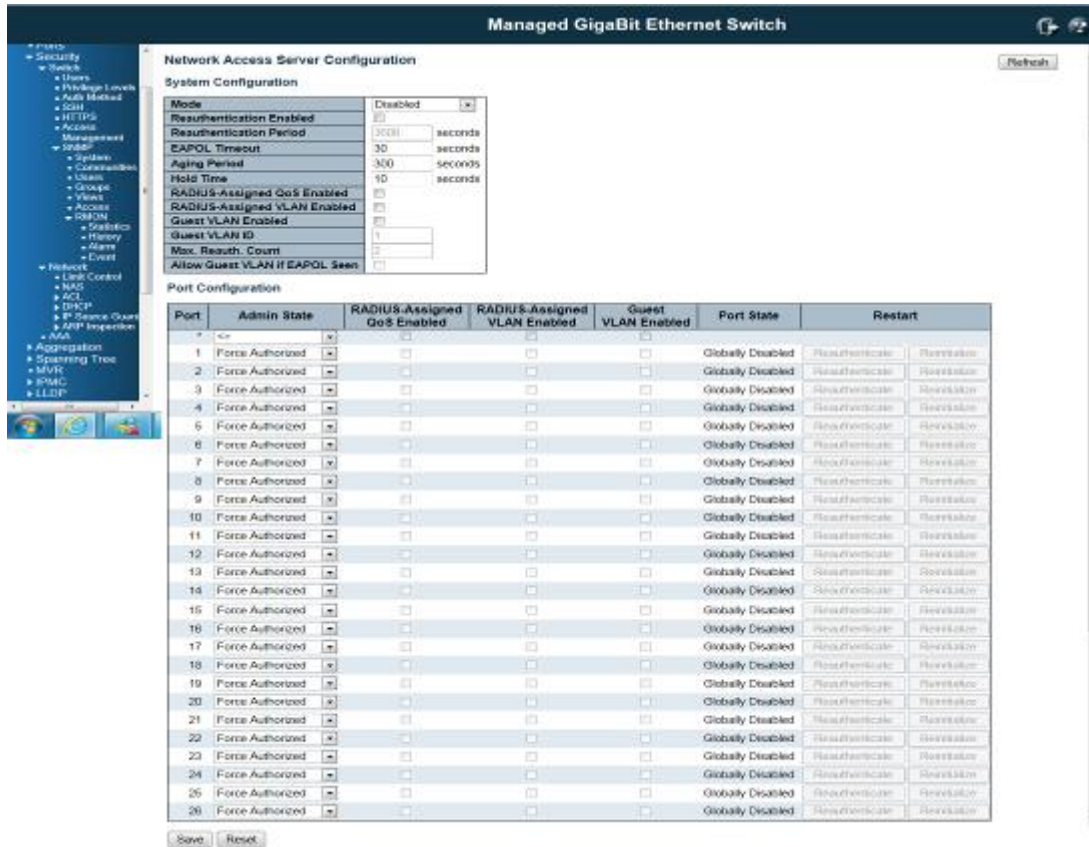 Managed GigaBit Ethernet Switch
Ports
Security
Switch
Users
Privilege Levels
Auth Method
SSH
HTTPS
Access
Management
SNMP
System
Communities
Users
Groups
Views
Access
RMON
Statistics
History
Alarm
Event
Network
Limit Control
NAS
ACL
DHCP
IP Source Guard
ARP Inspection
AAA
Aggregation
Spanning Tree
MVR
IPMC
LLDP
Network Access Server Configuration
Refresh
System Configuration
Mode Disabled
Reauthentication Enabled
Reauthentication Period 3600 seconds
EAPOL Timeout 30 seconds
Aging Period 300 seconds
Hold Time 10 seconds
RADIUS-Assigned QoS Enabled
RADIUS-Assigned VLAN Enabled
Guest VLAN Enabled
Guest VLAN ID 1
Max. Reauth. Count 2
Allow Guest VLAN if EAPOL Seen
Port Configuration
Port Admin State RADIUS-Assigned QoS Enabled RADIUS-Assigned VLAN Enabled Guest VLAN Enabled Port State Restart
* <>
1 Force Authorized Globally Disabled Reauthenticate Reinitialize
2 Force Authorized Globally Disabled Reauthenticate Reinitialize
3 Force Authorized Globally Disabled Reauthenticate Reinitialize
4 Force Authorized Globally Disabled Reauthenticate Reinitialize
5 Force Authorized Globally Disabled Reauthenticate Reinitialize
6 Force Authorized Globally Disabled Reauthenticate Reinitialize
7 Force Authorized Globally Disabled Reauthenticate Reinitialize
8 Force Authorized Globally Disabled Reauthenticate Reinitialize
9 Force Authorized Globally Disabled Reauthenticate Reinitialize
10 Force Authorized Globally Disabled Reauthenticate Reinitialize
11 Force Authorized Globally Disabled Reauthenticate Reinitialize
12 Force Authorized Globally Disabled Reauthenticate Reinitialize
13 Force Authorized Globally Disabled Reauthenticate Reinitialize
14 Force Authorized Globally Disabled Reauthenticate Reinitialize
15 Force Authorized Globally Disabled Reauthenticate Reinitialize
16 Force Authorized Globally Disabled Reauthenticate Reinitialize
17 Force Authorized Globally Disabled Reauthenticate Reinitialize
18 Force Authorized Globally Disabled Reauthenticate Reinitialize
19 Force Authorized Globally Disabled Reauthenticate Reinitialize
20 Force Authorized Globally Disabled Reauthenticate Reinitialize
21 Force Authorized Globally Disabled Reauthenticate Reinitialize
22 Force Authorized Globally Disabled Reauthenticate Reinitialize
23 Force Authorized Globally Disabled Reauthenticate Reinitialize
24 Force Authorized Globally Disabled Reauthenticate Reinitialize
25 Force Authorized Globally Disabled Reauthenticate Reinitialize
26 Force Authorized Globally Disabled Reauthenticate Reinitialize
Save Reset